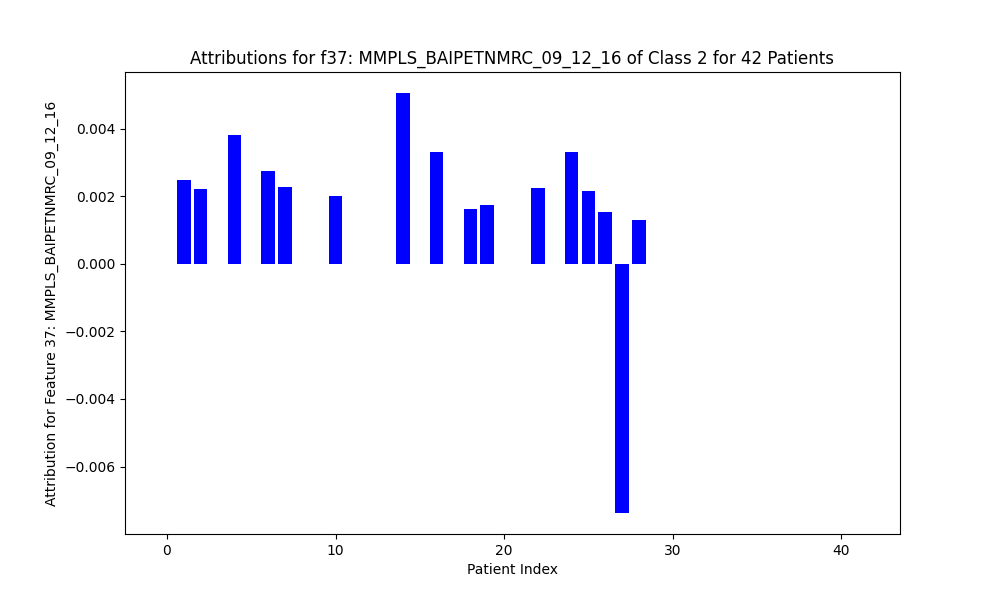 Attributions for f37: MMPLS_BAIPETNMRC_09_12_16 of Class 2 for 42 Patients
Attribution for Feature 37: MMPLS_BAIPETNMRC_09_12_16
0.004
0.002
0.000
−0.002
−0.004
−0.006
0 10 20 30 40
Patient Index